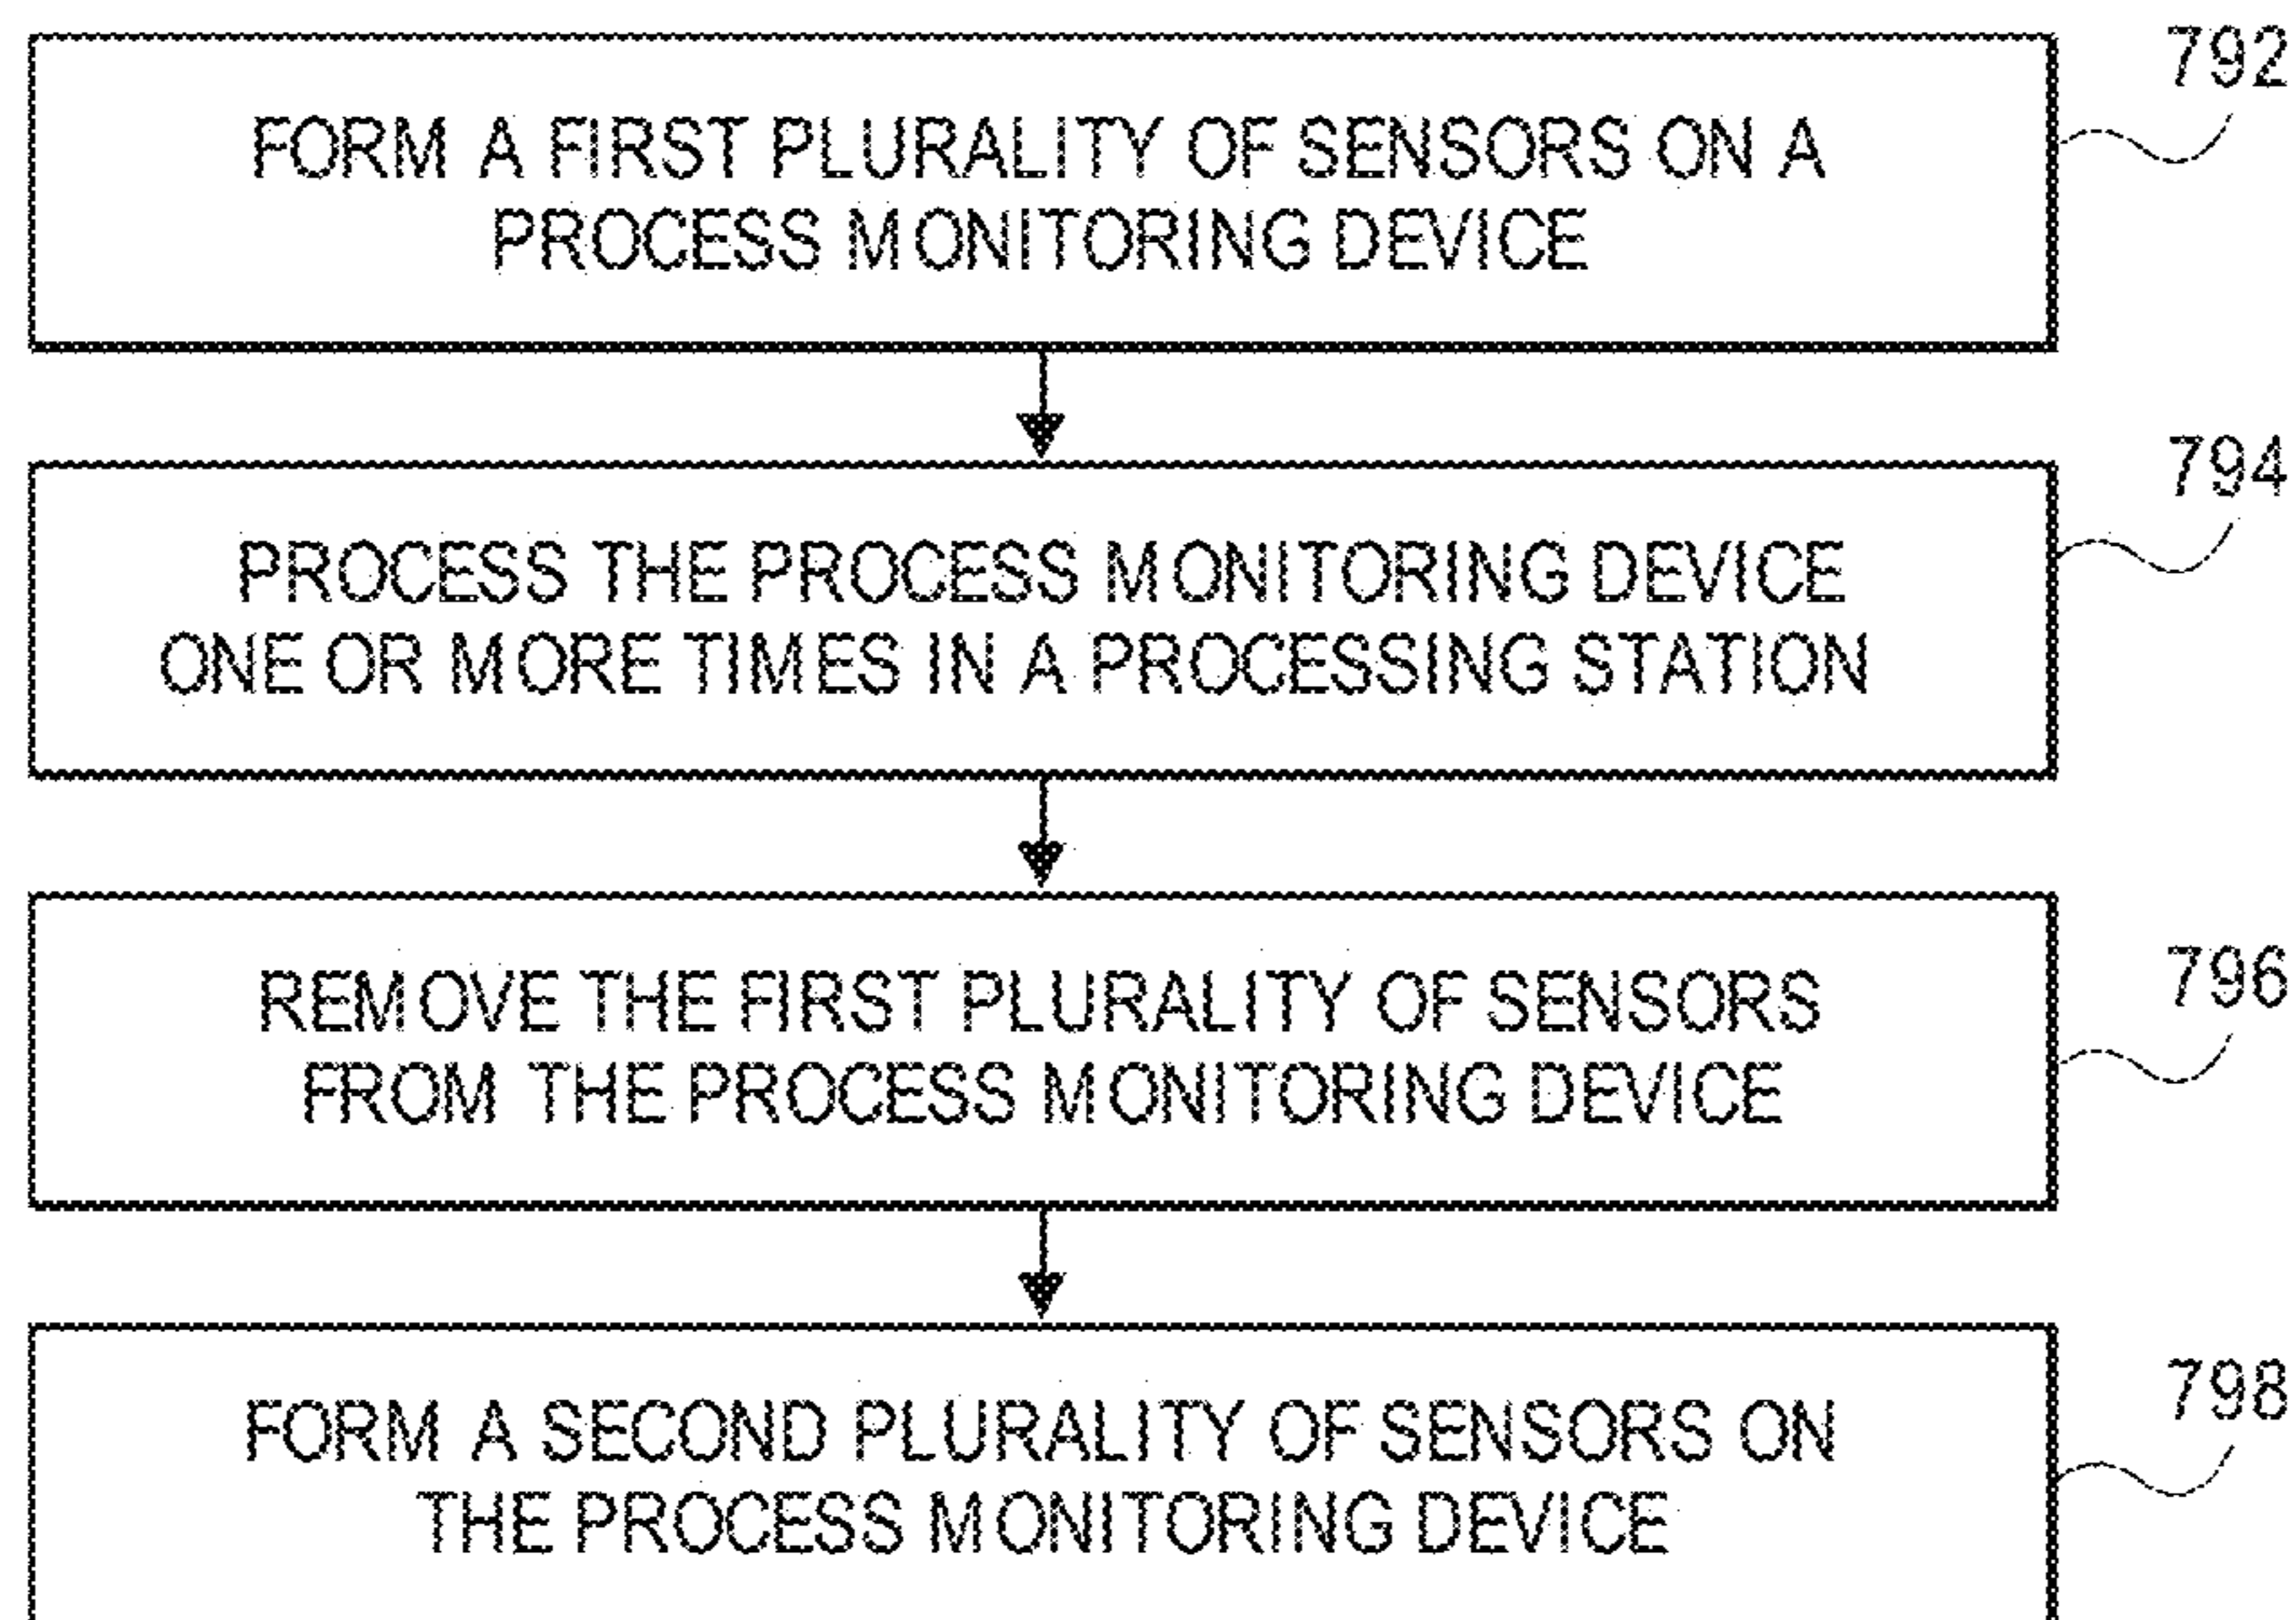 792
FORM A FIRST PLURALITY OF SENSORS ON A
PROCESS MONITORING DEVICE
794
PROCESS THE PROCESS MONITORING DEVICE
ONE OR MORE TIMES IN A PROCESSING STATION
796
REMOVE THE FIRST PLURALITY OF SENSORS
FROM THE PROCESS MONITORING DEVICE
798
FORM A SECOND PLURALITY OF SENSORS ON
THE PROCESS MONITORING DEVICE